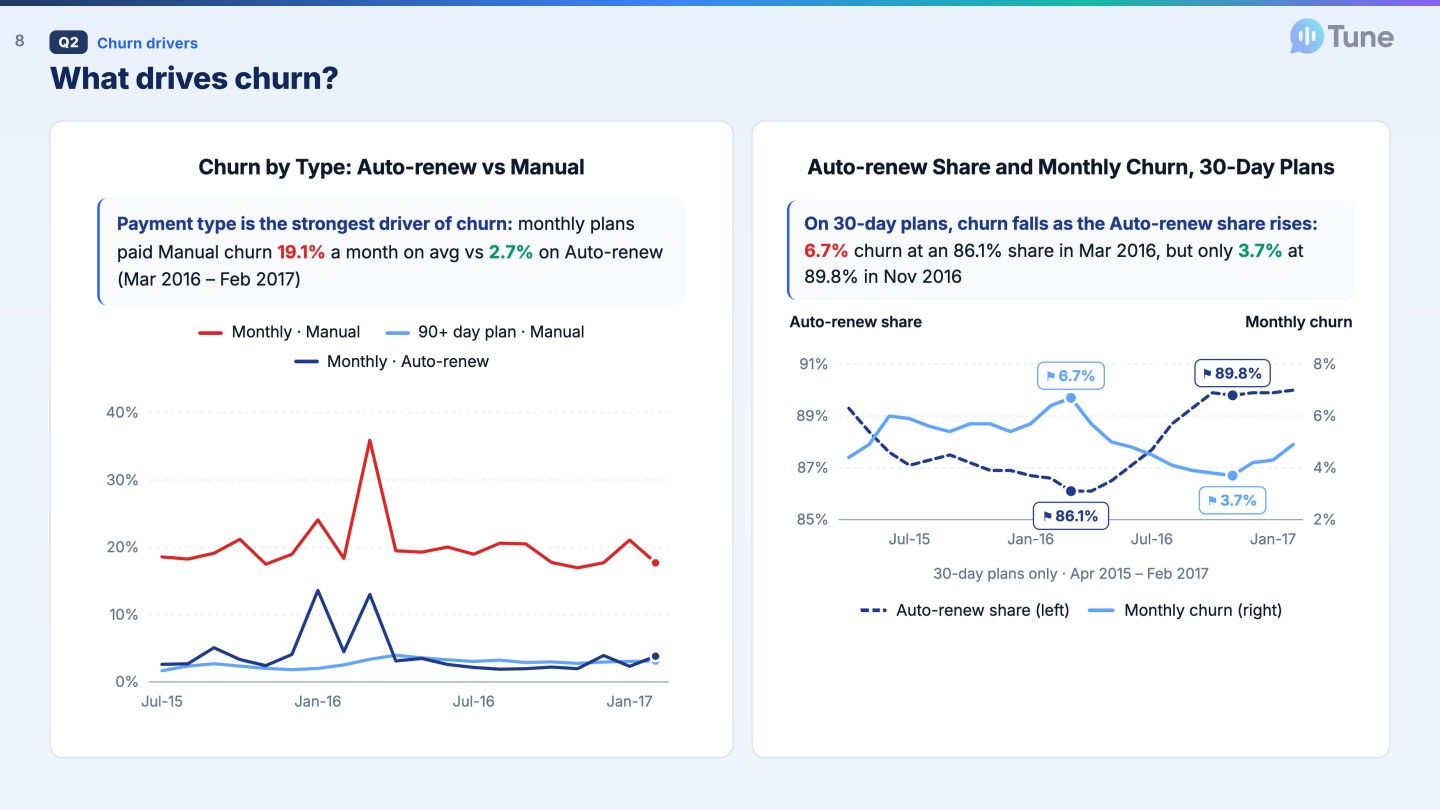 8
Q2 Churn drivers
Tune
What drives churn?
Churn by Type: Auto-renew vs Manual
Payment type is the strongest driver of churn: monthly plans
paid Manual churn 19.1% a month on avg vs 2.7% on Auto-renew
(Mar 2016 – Feb 2017)
Monthly · Manual 90+ day plan · Manual
Monthly · Auto-renew
40%
30%
20%
10%
0%
Jul-15 Jan-16 Jul-16 Jan-17
Auto-renew Share and Monthly Churn, 30-Day Plans
On 30-day plans, churn falls as the Auto-renew share rises:
6.7% churn at an 86.1% share in Mar 2016, but only 3.7% at
89.8% in Nov 2016
Auto-renew share Monthly churn
91% 8%
⚑ 6.7% ⚑ 89.8%
89% 6%
87% 4%
⚑ 3.7%
85% ⚑ 86.1% 2%
Jul-15 Jan-16 Jul-16 Jan-17
30-day plans only · Apr 2015 – Feb 2017
Auto-renew share (left) Monthly churn (right)